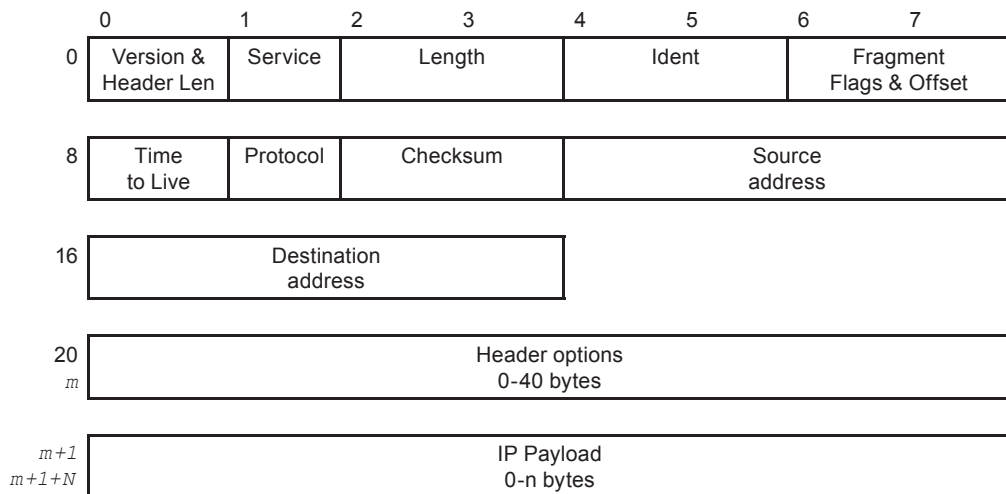 0 1 2 3 4 5 6 7
0 Version & Service Length Ident Fragment
Header Len Flags & Offset
8 Time Protocol Checksum Source
to Live address
16 Destination
address
20 Header options
m 0-40 bytes
m+1 IP Payload
m+1+N 0-n bytes